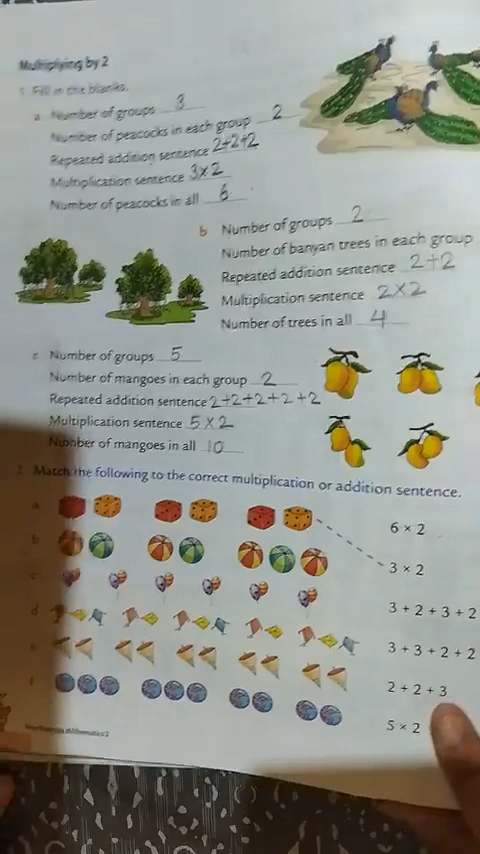 Multiplying by 2
1 Fill in the blanks.
a Number of groups 3
Number of peacocks in each group 2
Repeated addition sentence 2+2+2
Multiplication sentence 3x2
Number of peacocks in all 6
b Number of groups 2
Number of banyan trees in each group
Repeated addition sentence 2+2
Multiplication sentence 2x2
Number of trees in all 4
c Number of groups 5
Number of mangoes in each group 2
Repeated addition sentence 2+2+2+2+2
Multiplication sentence 5x2
Number of mangoes in all 10
2 Match the following to the correct multiplication or addition sentence.
a
6 × 2
b
3 × 2
c
3 + 2 + 3 + 2
d
3 + 3 + 2 + 2
e
2 + 2 + 3
f
5 × 2
Mathematics 2